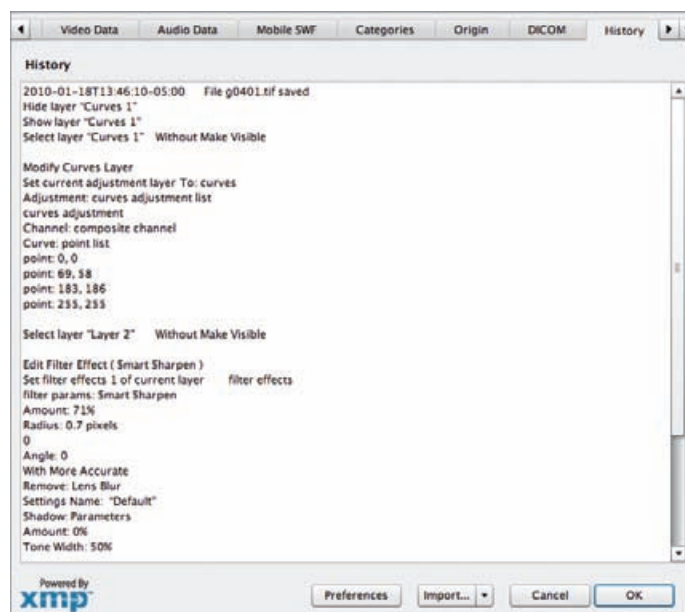 Video Data Audio Data Mobile SWF Categories Origin DICOM History
History
2010-01-18T13:46:10-05:00 File g0401.tif saved
Hide layer "Curves 1"
Show layer "Curves 1"
Select layer "Curves 1" Without Make Visible
Modify Curves Layer
Set current adjustment layer To: curves
Adjustment: curves adjustment list
curves adjustment
Channel: composite channel
Curve: point list
point: 0, 0
point: 69, 58
point: 183, 186
point: 255, 255
Select layer "Layer 2" Without Make Visible
Edit Filter Effect ( Smart Sharpen )
Set filter effects 1 of current layer filter effects
filter params: Smart Sharpen
Amount: 71%
Radius: 0.7 pixels
0
Angle: 0
With More Accurate
Remove: Lens Blur
Settings Name: "Default"
Shadow: Parameters
Amount: 0%
Tone Width: 50%
Powered By
xmp
Preferences Import... Cancel OK